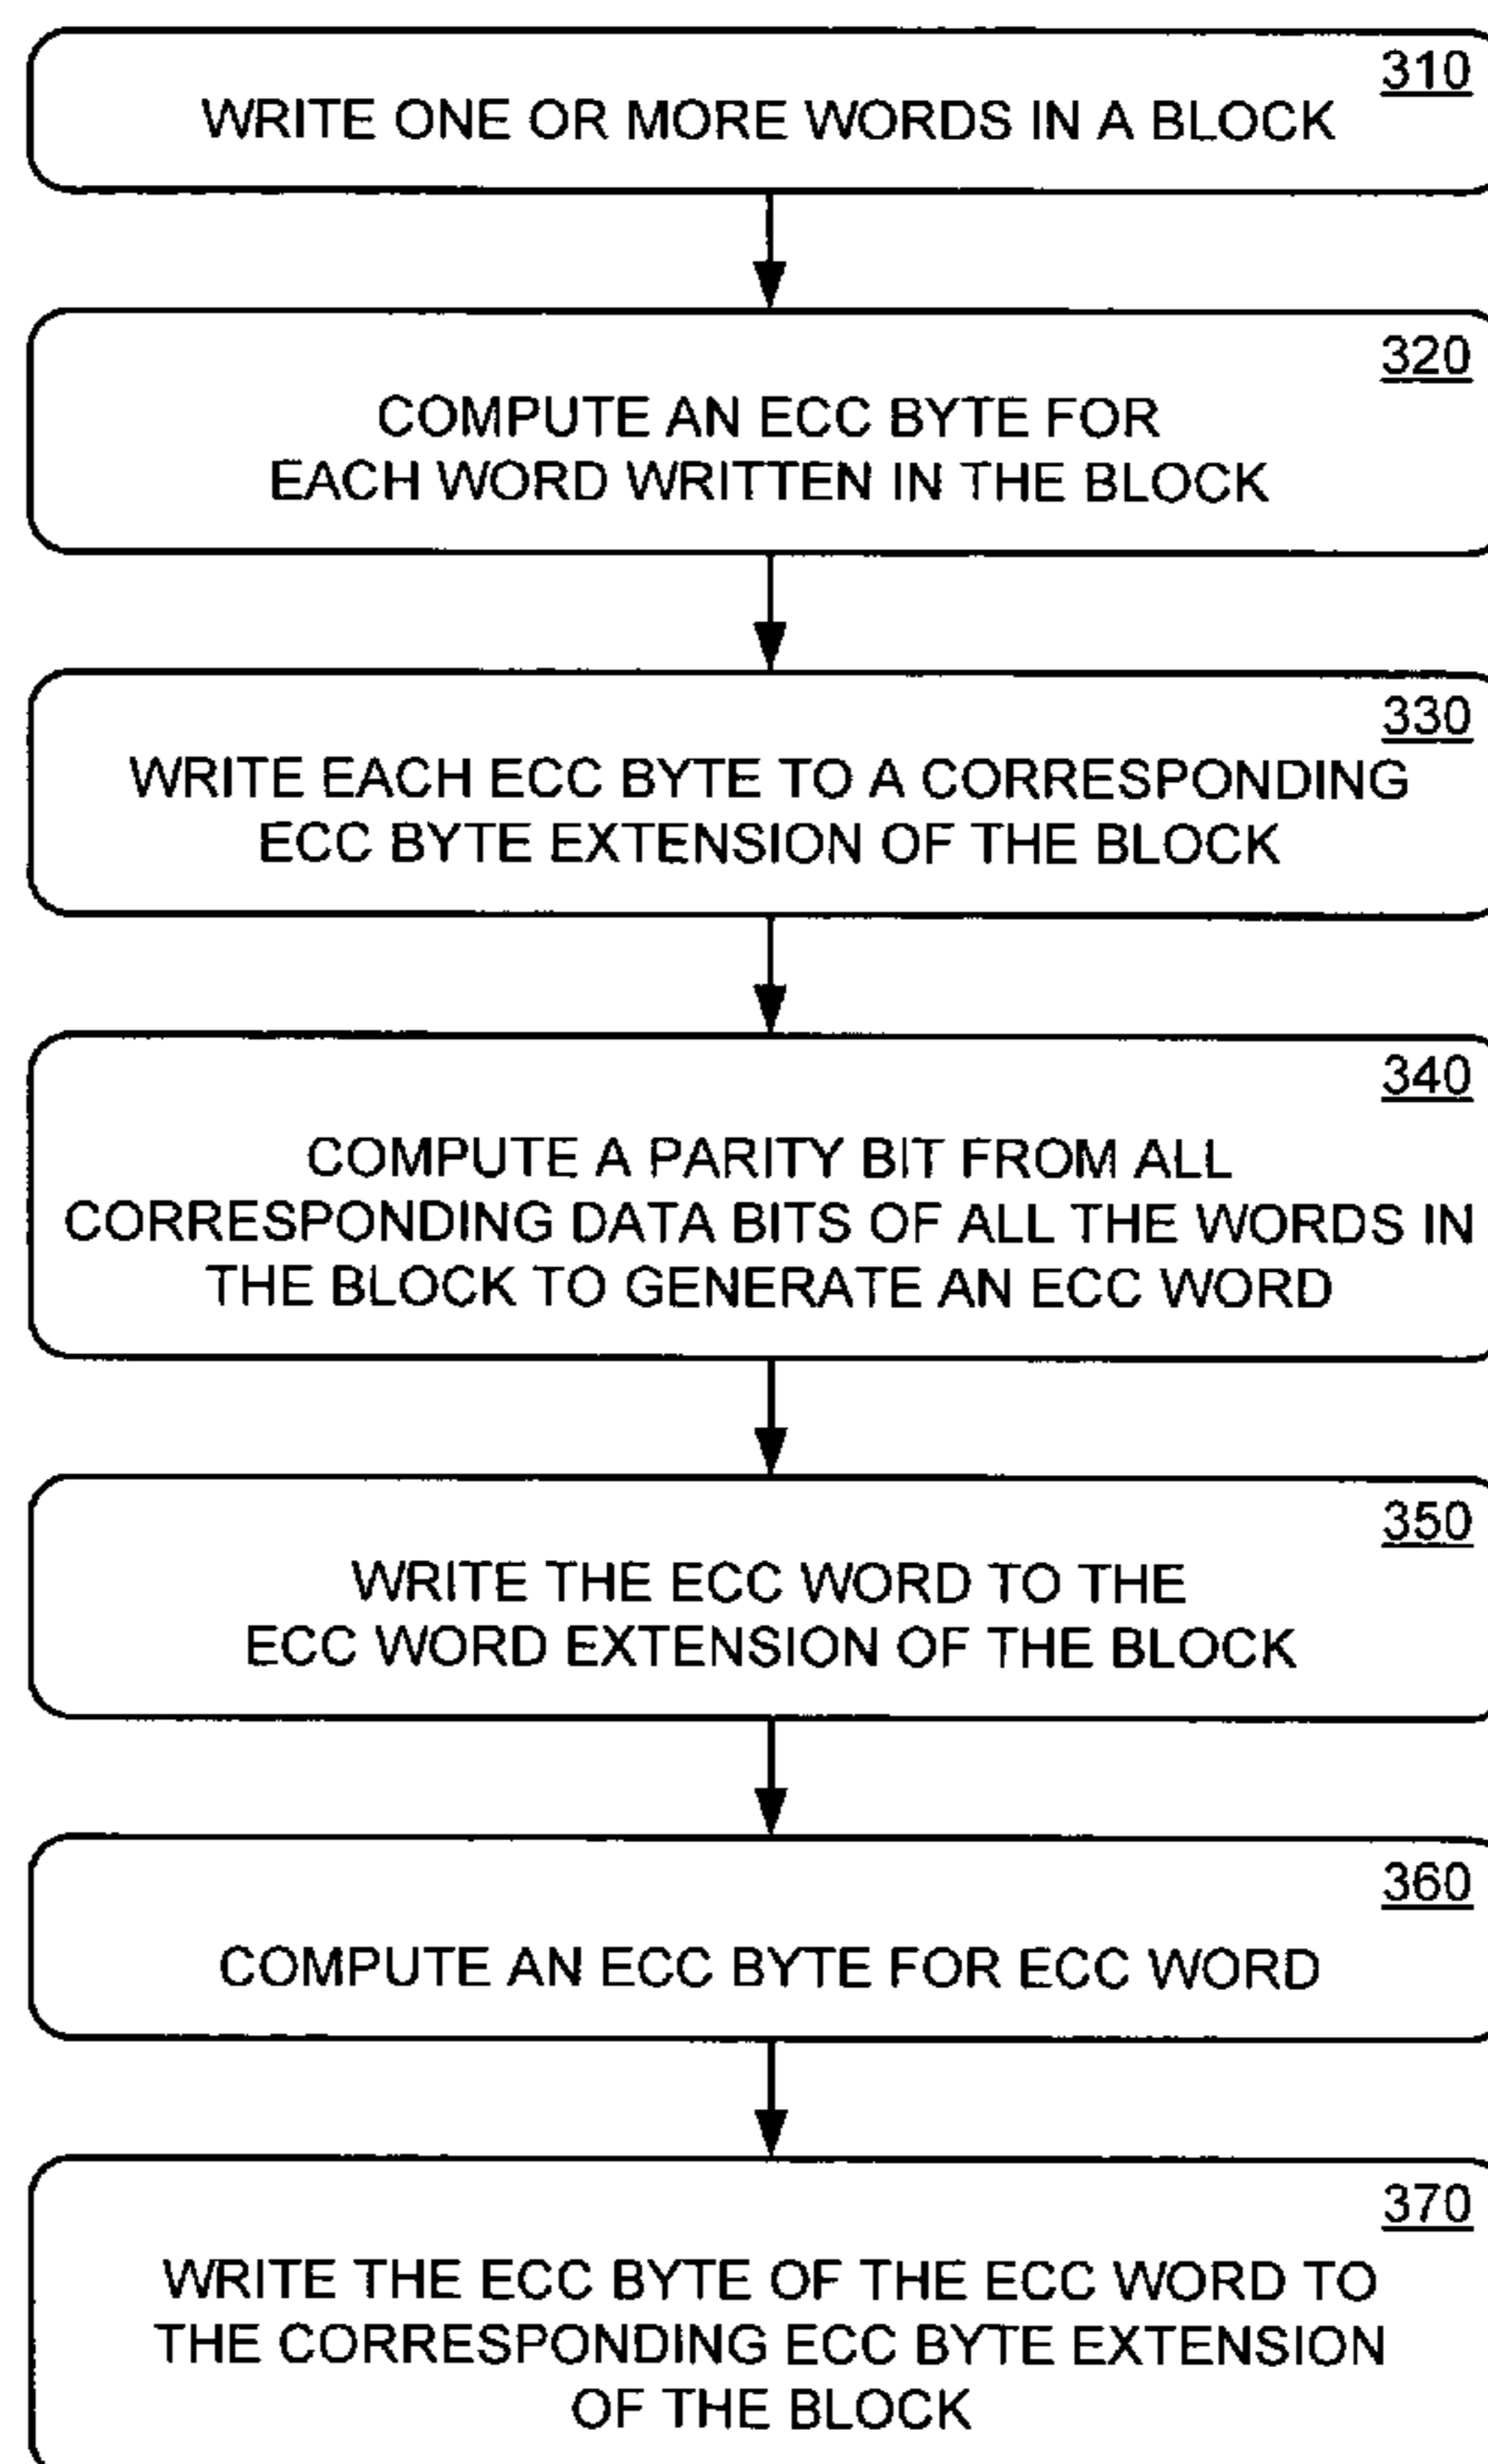 310
WRITE ONE OR MORE WORDS IN A BLOCK
320
COMPUTE AN ECC BYTE FOR
EACH WORD WRITTEN IN THE BLOCK
330
WRITE EACH ECC BYTE TO A CORRESPONDING
ECC BYTE EXTENSION OF THE BLOCK
340
COMPUTE A PARITY BIT FROM ALL
CORRESPONDING DATA BITS OF ALL THE WORDS IN
THE BLOCK TO GENERATE AN ECC WORD
350
WRITE THE ECC WORD TO THE
ECC WORD EXTENSION OF THE BLOCK
360
COMPUTE AN ECC BYTE FOR ECC WORD
370
WRITE THE ECC BYTE OF THE ECC WORD TO
THE CORRESPONDING ECC BYTE EXTENSION
OF THE BLOCK